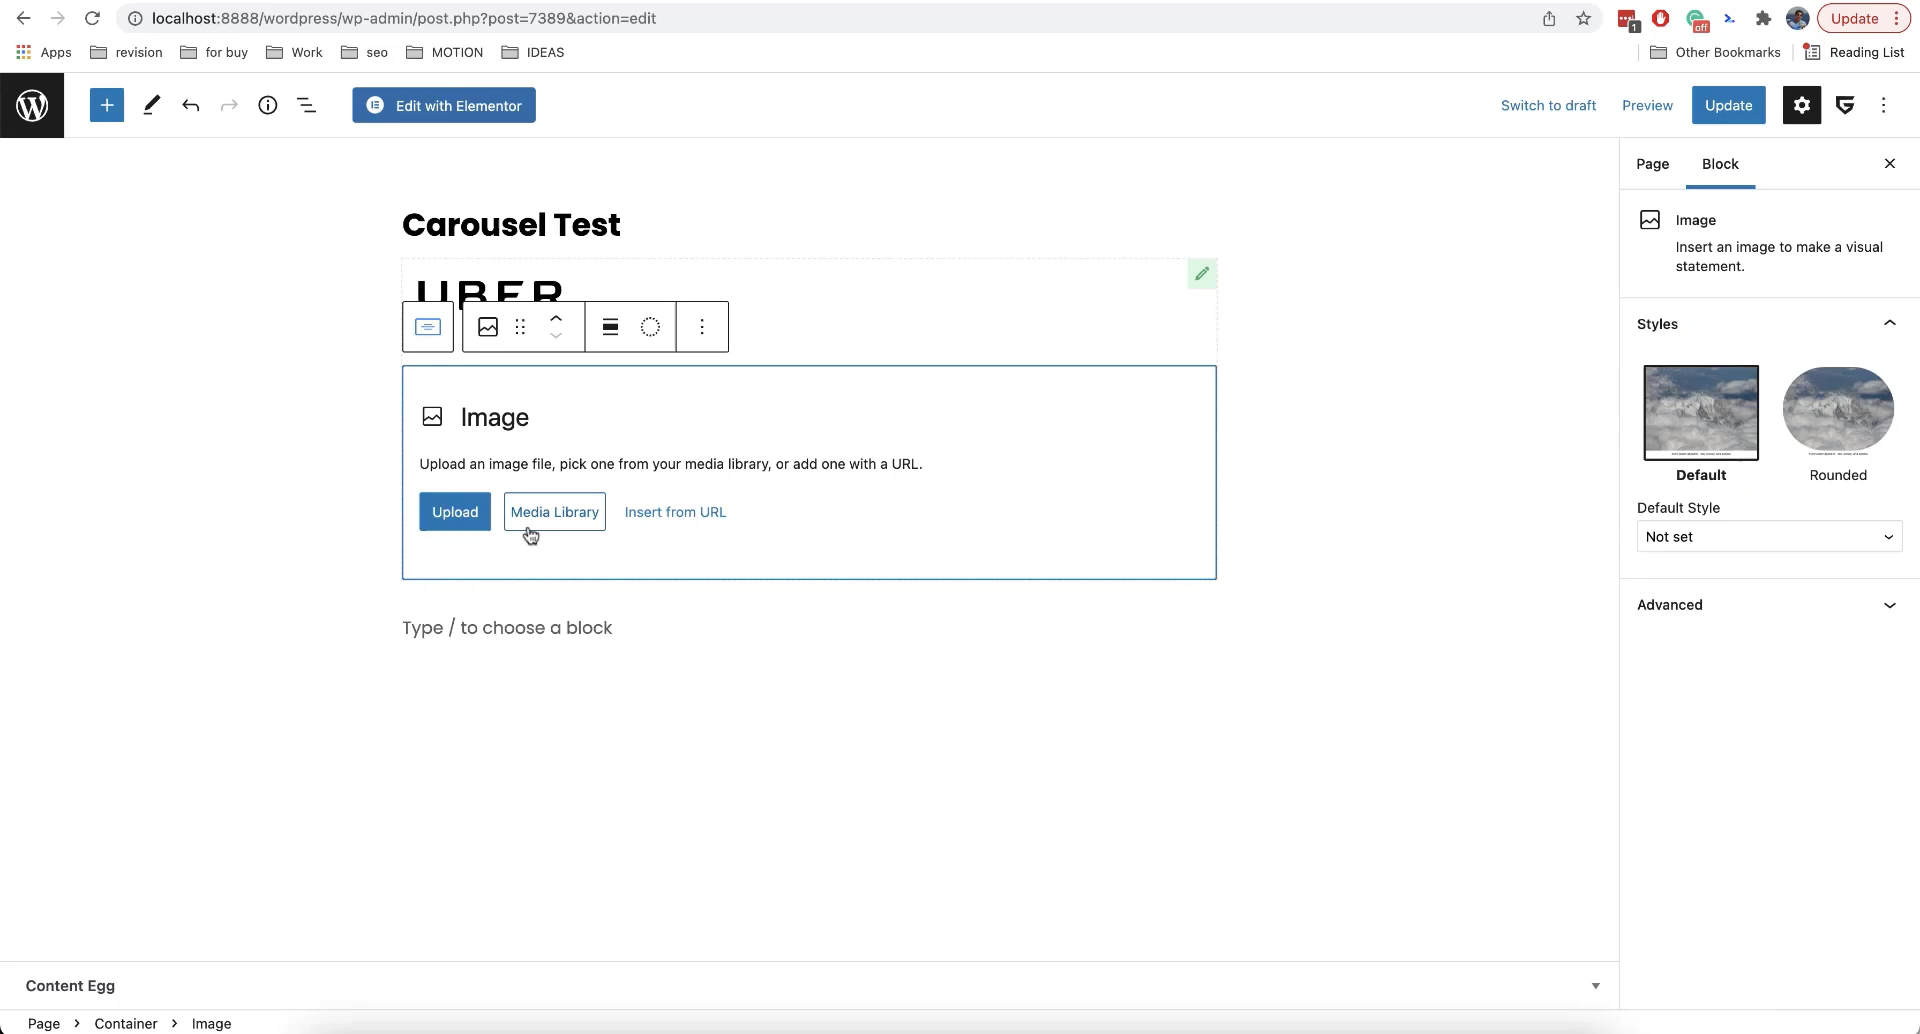 localhost:8888/wordpress/wp-admin/post.php?post=7389&action=edit
1
off
Update
Apps
revision
for buy
Work
seo
MOTION
IDEAS
Other Bookmarks
Reading List
Edit with Elementor
Switch to draft
Preview
Update
Page
Block
Image
Insert an image to make a visual
statement.
Carousel Test
UBER
Styles
Default
Rounded
Default Style
Not set
Advanced
Image
Upload an image file, pick one from your media library, or add one with a URL.
Upload
Media Library
Insert from URL
Type / to choose a block
Content Egg
Page > Container > Image